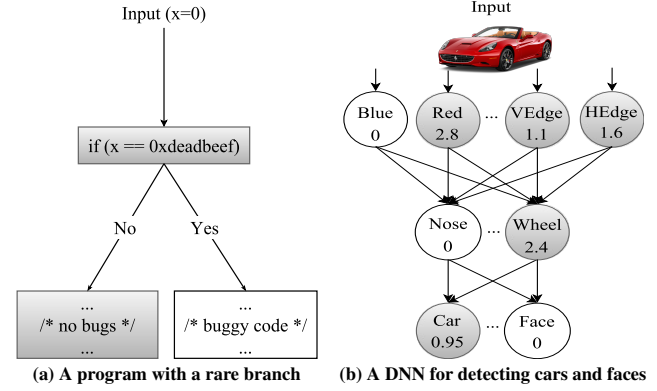 Input (x=0)
if (x == 0xdeadbeef)
No
Yes
...
/* no bugs */
...
...
/* buggy code */
...
(a) A program with a rare branch
Input
Blue
0
Red
2.8
...
VEdge
1.1
HEdge
1.6
Nose
0
...
Wheel
2.4
Car
0.95
...
Face
0
(b) A DNN for detecting cars and faces